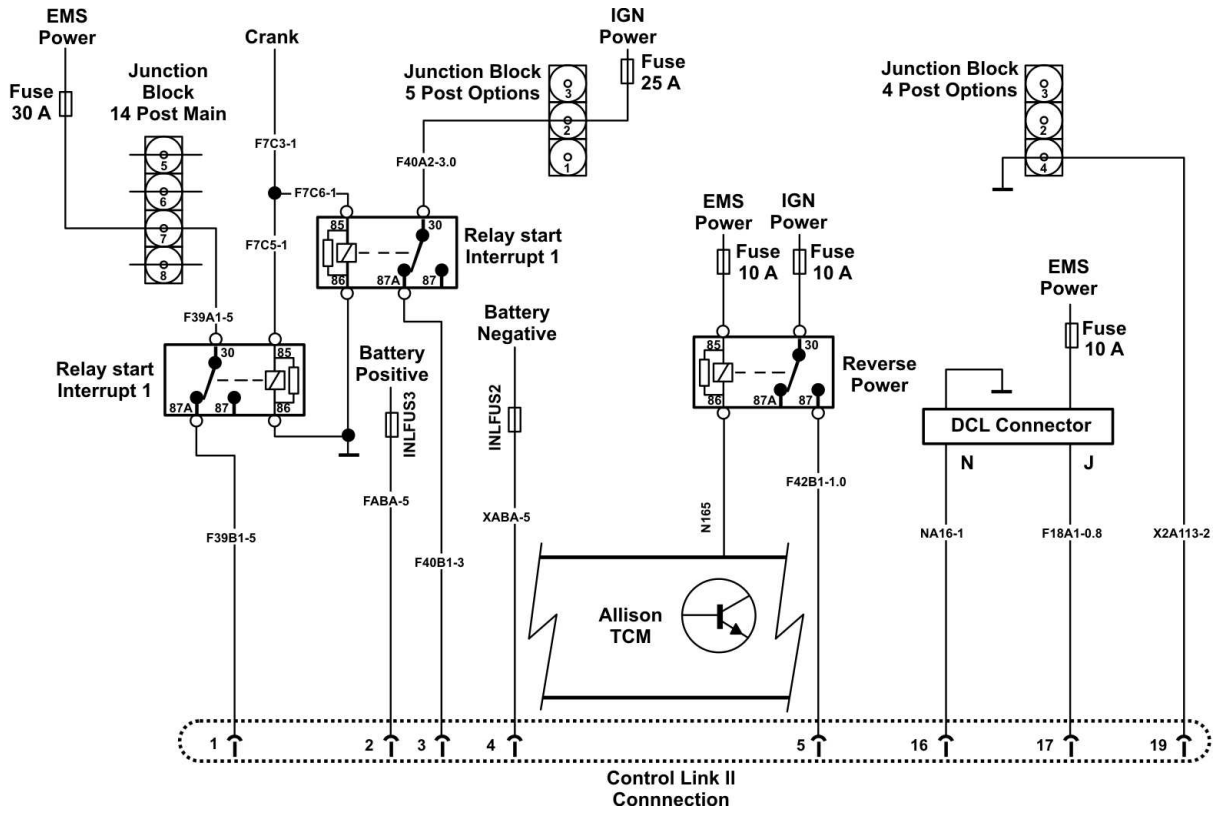 EMS
Power
Crank
IGN
Power
Fuse
30 A
Junction
Block
14 Post Main
5
6
7
8
Junction Block
5 Post Options
3
2
1
Fuse
25 A
Junction Block
4 Post Options
3
2
4
F7C3-1
F7C6-1
F7C5-1
F40A2-3.0
85
30
86
87A
87
Relay start
Interrupt 1
F39A1-5
30
85
87A
87
86
Relay start
Interrupt 1
Battery
Positive
INLFUS3
FABA-5
Battery
Negative
INLFUS2
XABA-5
F39B1-5
F40B1-3
EMS
Power
IGN
Power
Fuse
10 A
Fuse
10 A
85
30
86
87A
87
Reverse
Power
N165
F42B1-1.0
EMS
Power
Fuse
10 A
DCL Connector
N
J
NA16-1
F18A1-0.8
X2A113-2
Allison
TCM
1
2
3
4
5
16
17
19
Control Link II
Connnection